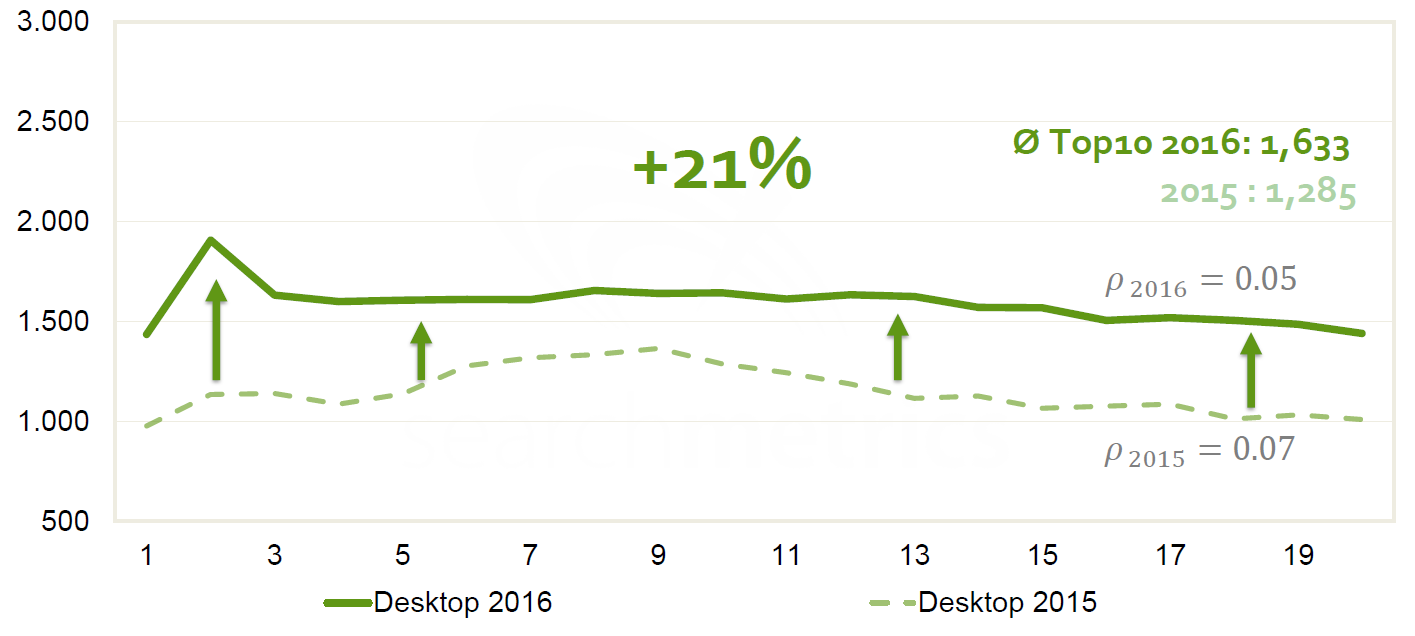 3.000
2.500
2.000
1.500
1.000
500
+21%
Ø Top10 2016: 1,633
2015 : 1,285
ρ 2016 = 0.05
ρ 2015 = 0.07
1 3 5 7 9 11 13 15 17 19
Desktop 2016 Desktop 2015